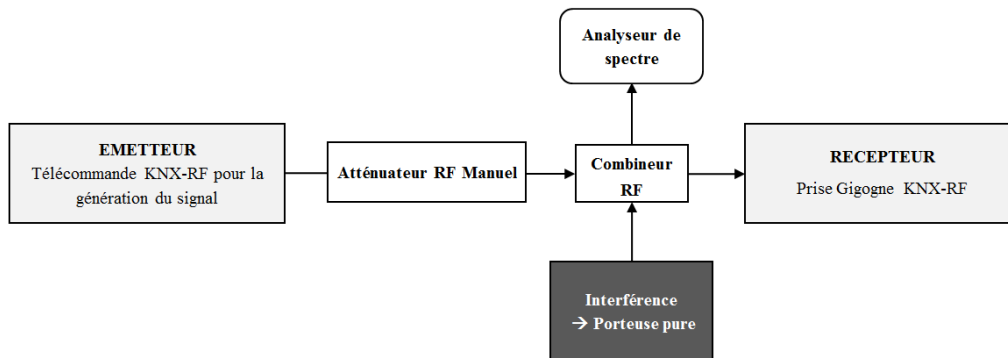 Analyseur de
spectre
EMETTEUR
Télécommande KNX-RF pour la
génération du signal
Atténuateur RF Manuel
Combineur
RF
RECEPTEUR
Prise Gigogne KNX-RF
Interférence
→ Porteuse pure